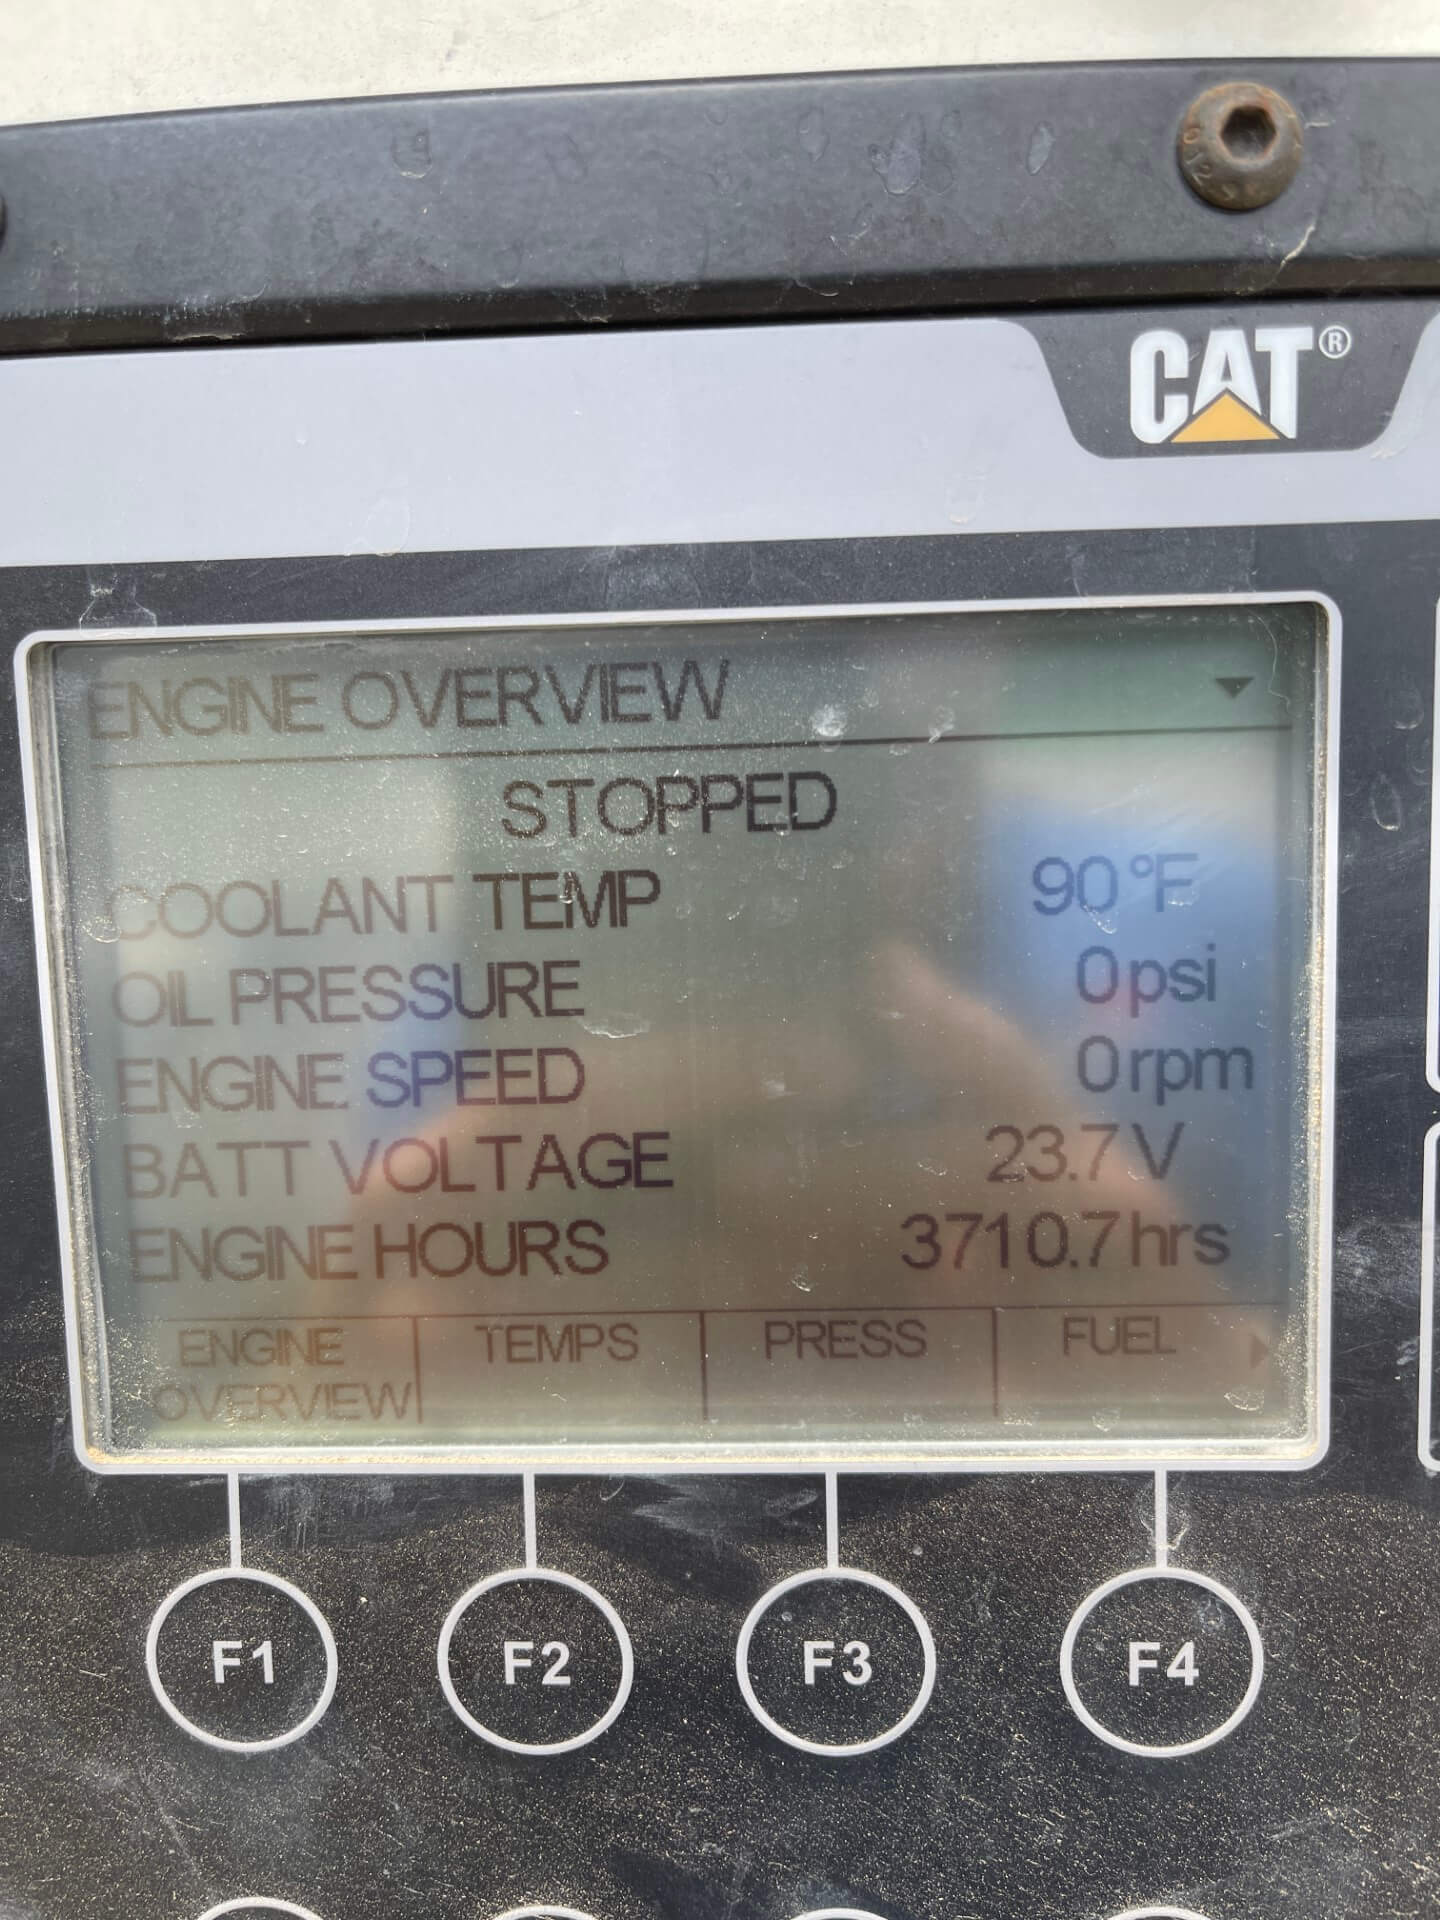 CAT®
ENGINE OVERVIEW
STOPPED
COOLANT TEMP 90°F
OIL PRESSURE 0psi
ENGINE SPEED 0rpm
BATT VOLTAGE 23.7V
ENGINE HOURS 3710.7hrs
ENGINE OVERVIEW TEMPS PRESS FUEL
F1 F2 F3 F4